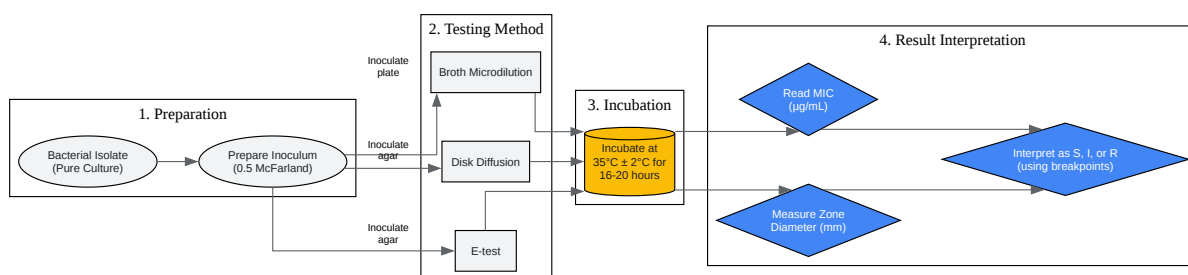 1. Preparation
Bacterial Isolate
(Pure Culture)
Prepare Inoculum
(0.5 McFarland)
Inoculate
plate
Inoculate
agar
Inoculate
agar
2. Testing Method
Broth Microdilution
Disk Diffusion
E-test
3. Incubation
Incubate at
35°C ± 2°C for
16-20 hours
4. Result Interpretation
Read MIC
(µg/mL)
Measure Zone
Diameter (mm)
Interpret as S, I, or R
(using breakpoints)